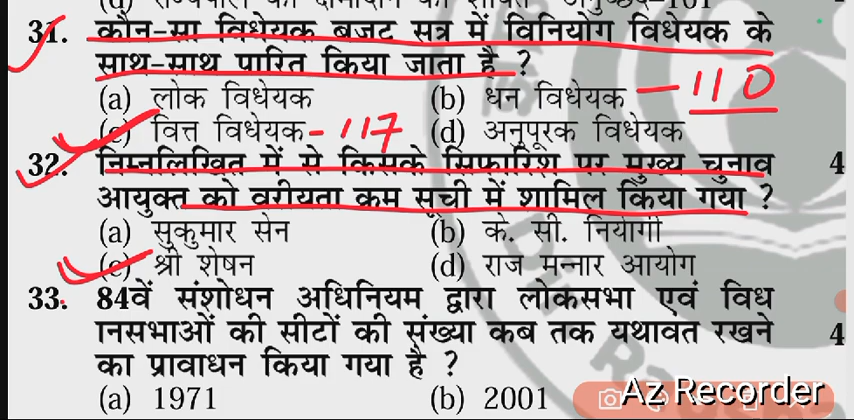 31. कौन-सा विधेयक बजट सत्र में विनियोग विधेयक के
साथ-साथ पारित किया जाता है ?
(a) लोक विधेयक (b) धन विधेयक - 110
(c) वित्त विधेयक - 117 (d) अनुपूरक विधेयक
32. निम्नलिखित में से किसके सिफारिश पर मुख्य चुनाव 4
आयुक्त को वरीयता क्रम सूची में शामिल किया गया ?
(a) सुकुमार सेन (b) के. सी. नियोगी
(c) श्री शेषन (d) राज मन्नार आयोग
33. 84वें संशोधन अधिनियम द्वारा लोकसभा एवं विध
ानसभाओं की सीटों की संख्या कब तक यथावत रखने 4
का प्रावाधन किया गया है ?
(a) 1971 (b) 2001
Az Recorder